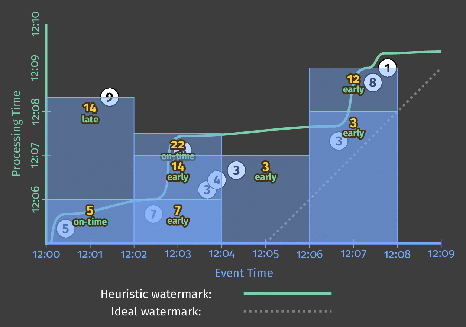 12:10
12:09
12:08
12:07
12:06
Processing Time
9
14
late
5
on-time
5
7
7
early
22
on-time
14
early
3
4
3
3
early
12
early
8
1
3
early
3
12:00 12:01 12:02 12:03 12:04 12:05 12:06 12:07 12:08 12:09
Event Time
Heuristic watermark:
Ideal watermark: